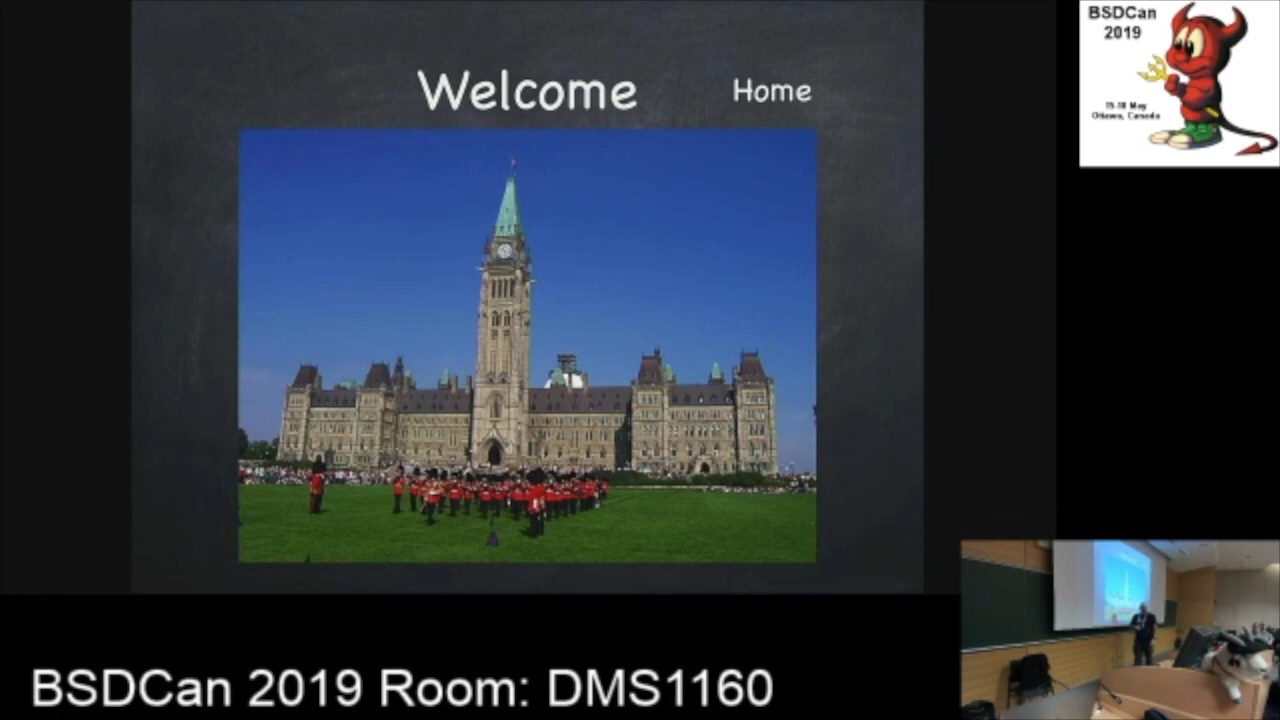 Welcome
Home
BSDCan
2019
15-18 May
Ottawa, Canada
BSDCan 2019 Room: DMS1160